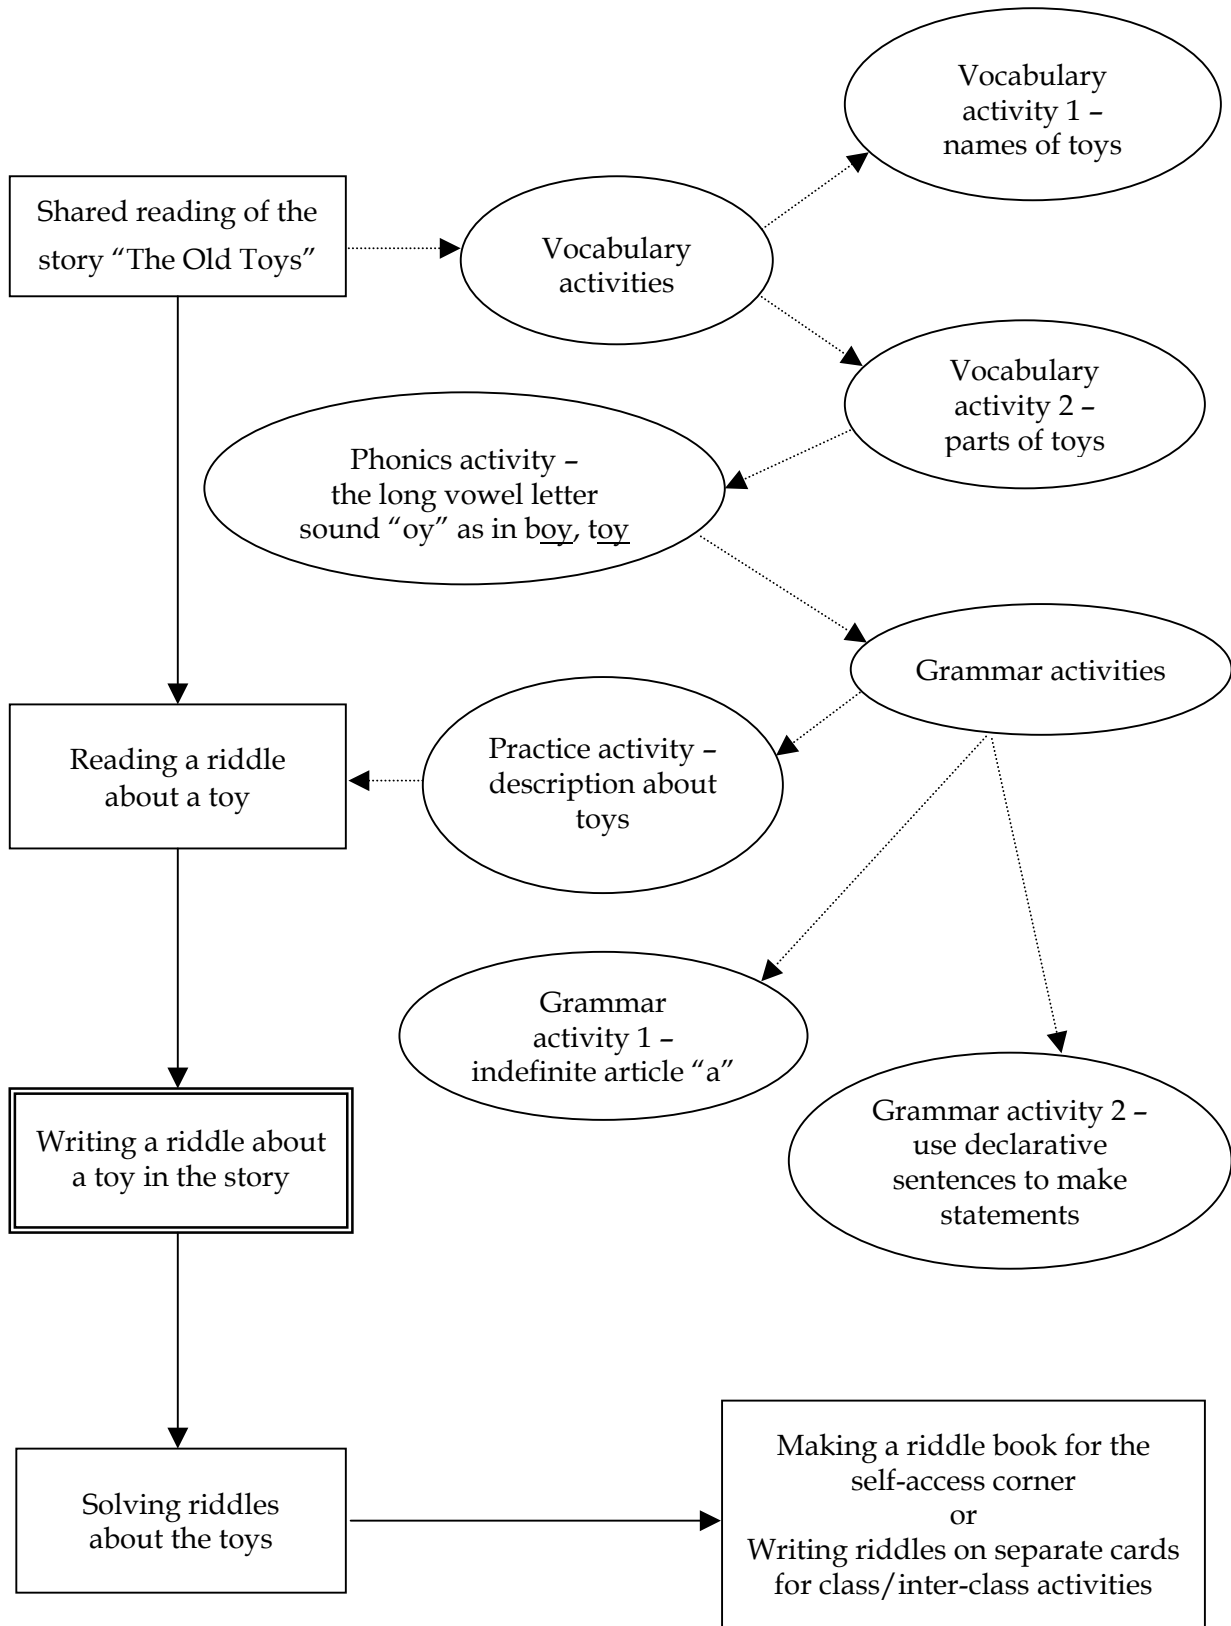 Vocabulary
activity 1 –
names of toys
Shared reading of the
story “The Old Toys”
Vocabulary
activities
Vocabulary
activity 2 –
parts of toys
Phonics activity –
the long vowel letter
sound “oy” as in boy, toy
Grammar activities
Reading a riddle
about a toy
Practice activity –
description about
toys
Grammar
activity 1 –
indefinite article “a”
Grammar activity 2 –
use declarative
sentences to make
statements
Writing a riddle about
a toy in the story
Solving riddles
about the toys
Making a riddle book for the
self-access corner
or
Writing riddles on separate cards
for class/inter-class activities